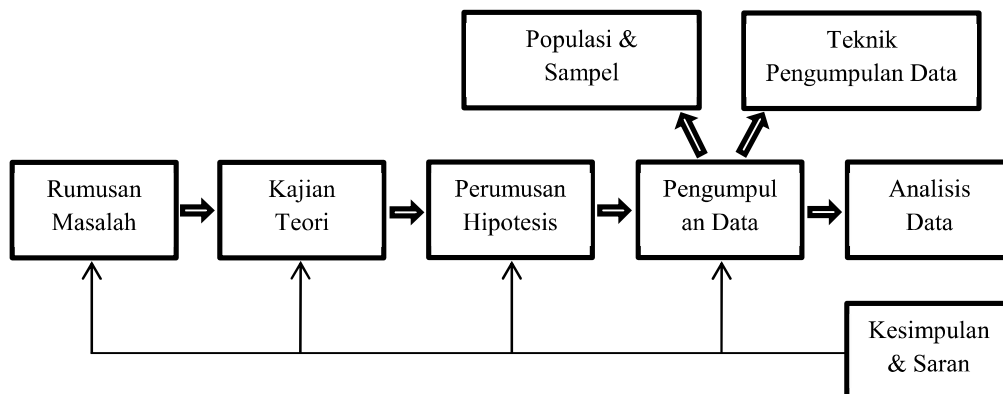 Populasi &
Sampel
Teknik
Pengumpulan Data
Rumusan
Masalah
Kajian
Teori
Perumusan
Hipotesis
Pengumpul
an Data
Analisis
Data
Kesimpulan
& Saran